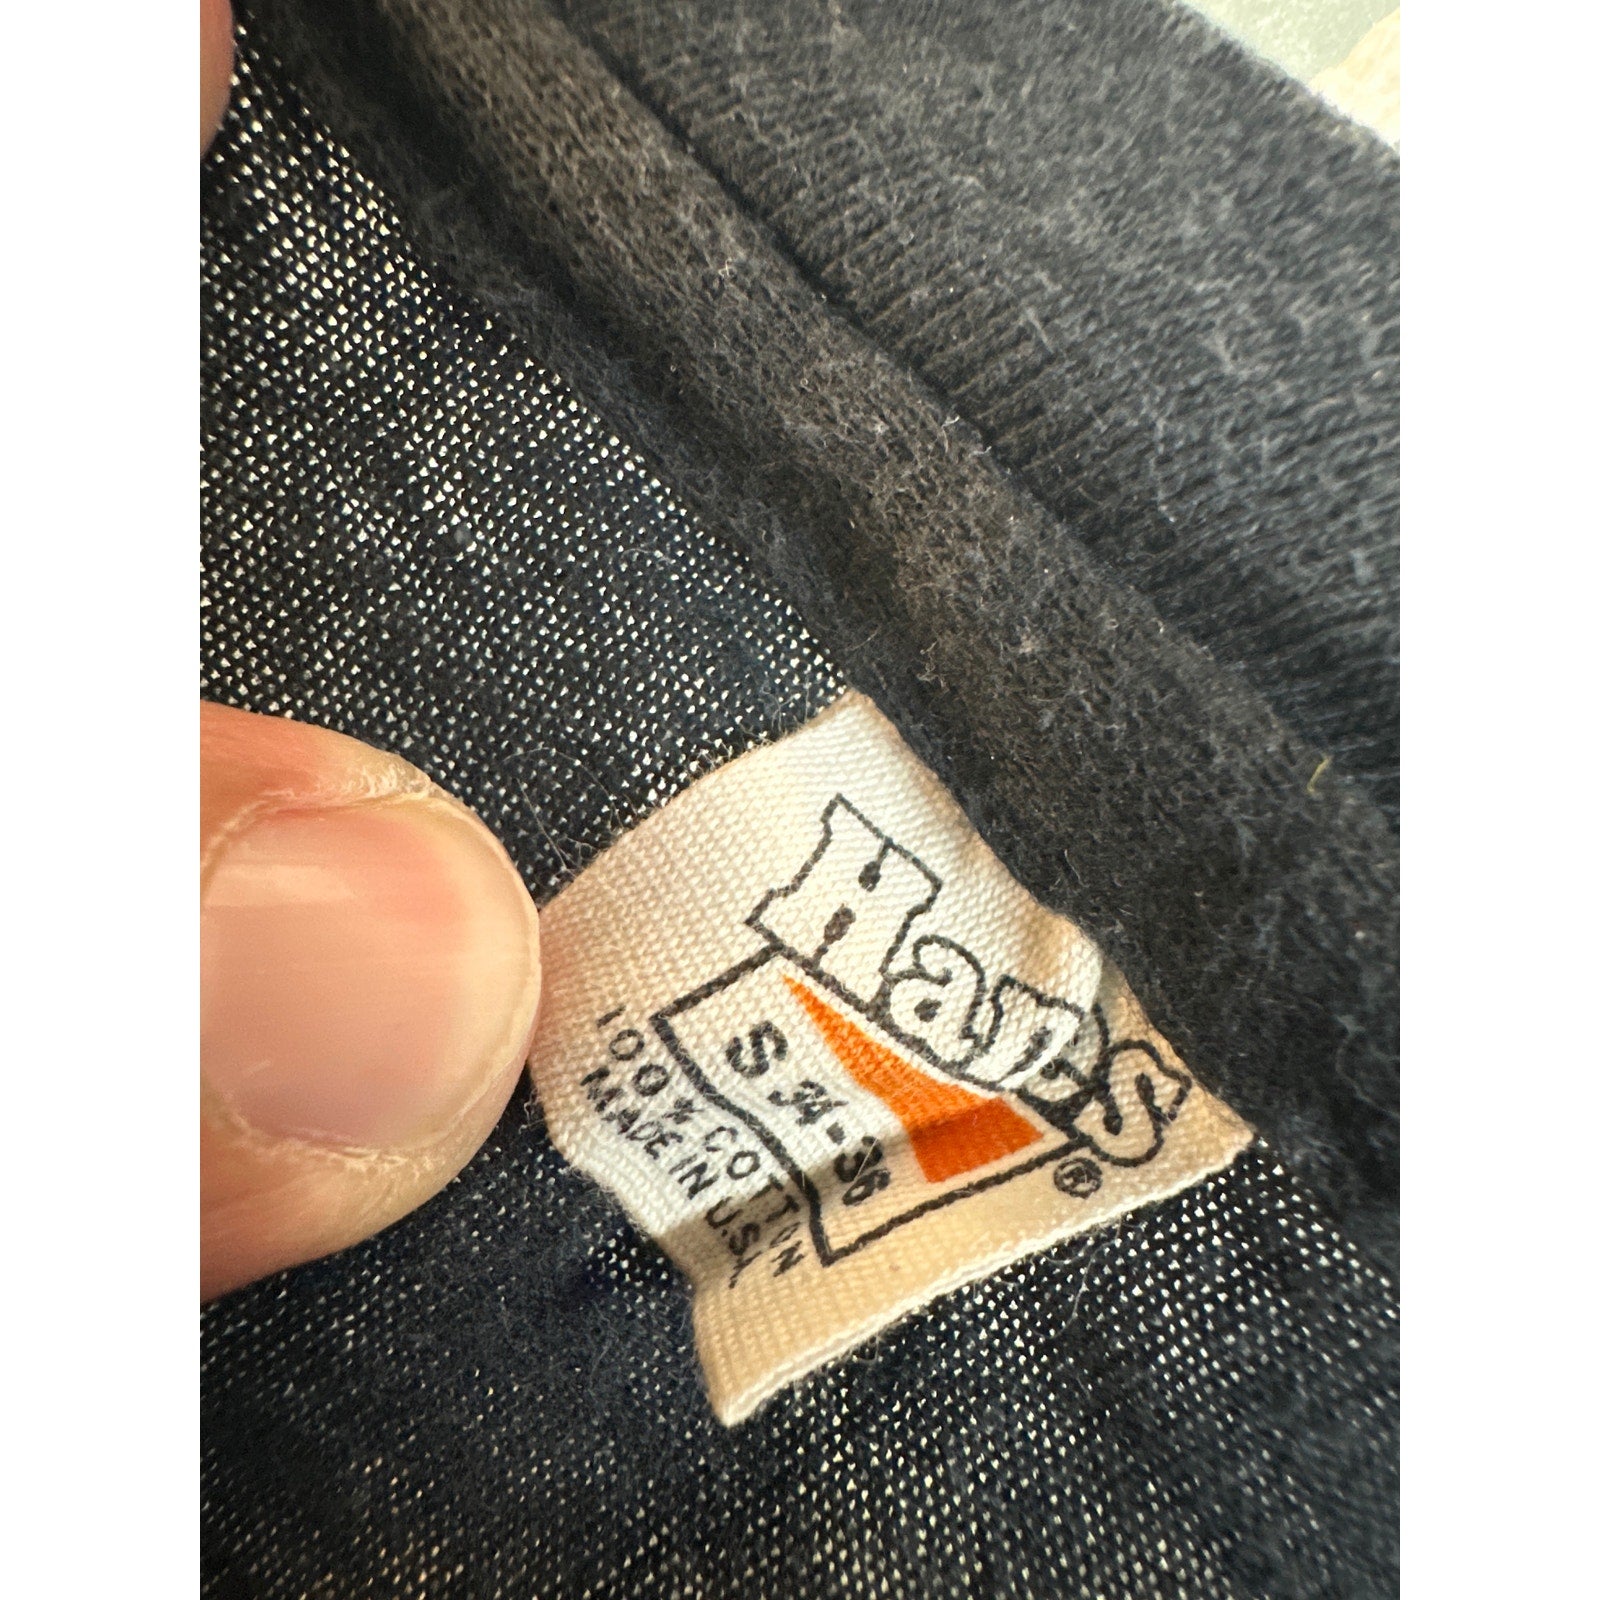 Hanes
®
S 34-36
100% COTTON
MADE IN U.S.A.